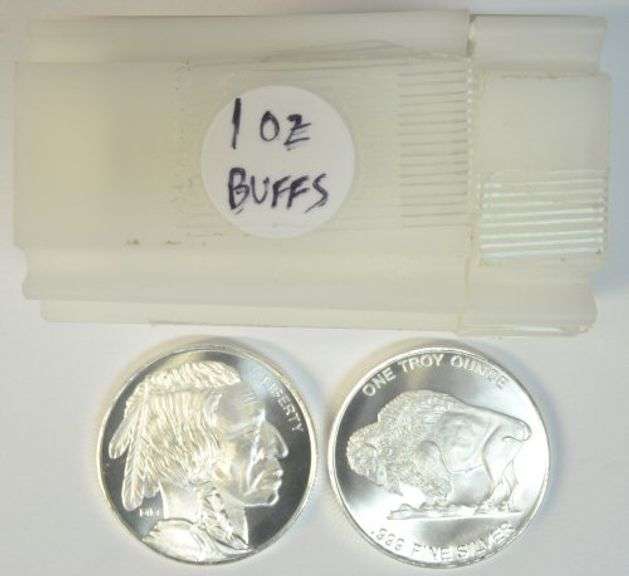 1 OZ
BUFFS
LIBERTY
ONE TROY OUNCE
.999 FINE SILVER